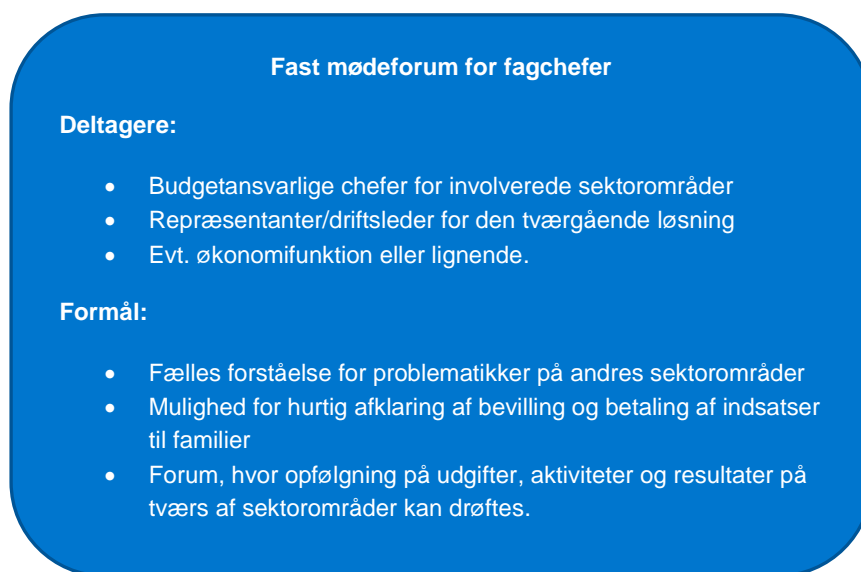 Fast mødeforum for fagchefer
Deltagere:
• Budgetansvarlige chefer for involverede sektorområder
• Repræsentanter/driftsleder for den tværgående løsning
• Evt. økonomifunktion eller lignende.
Formål:
• Fælles forståelse for problematikker på andres sektorområder
• Mulighed for hurtig afklaring af bevilling og betaling af indsatser
til familier
• Forum, hvor opfølgning på udgifter, aktiviteter og resultater på
tværs af sektorområder kan drøftes.